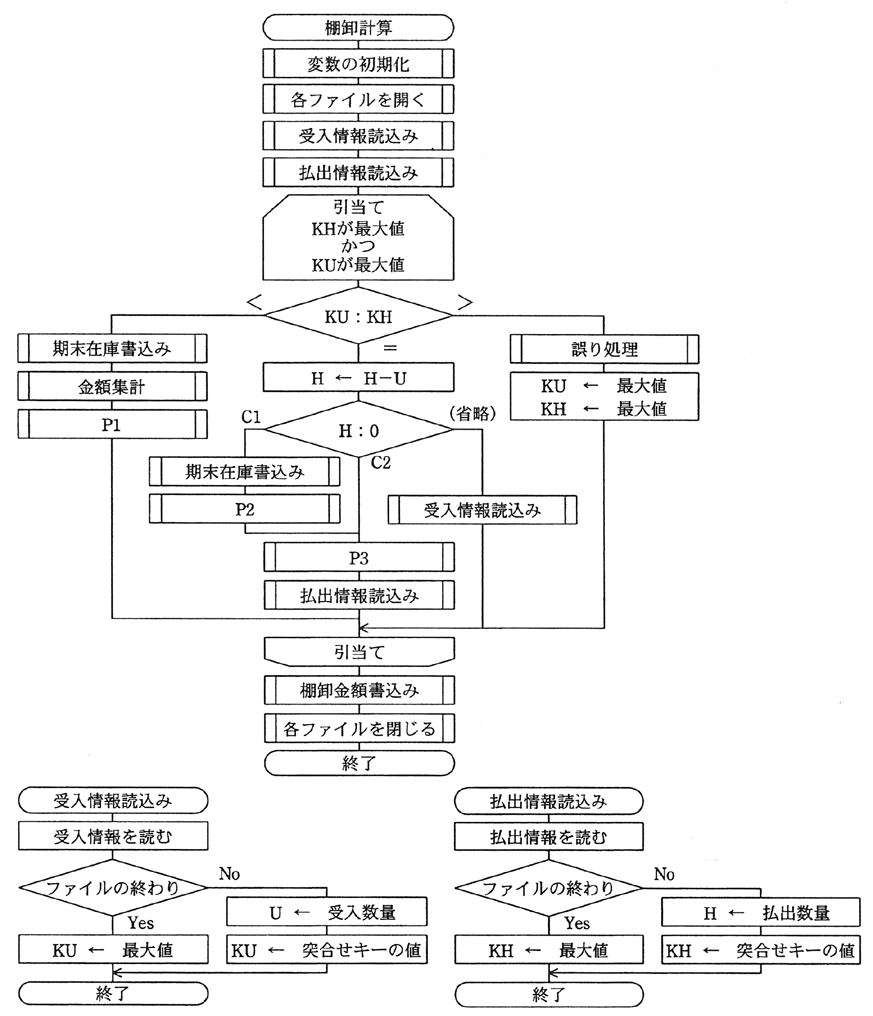 棚卸計算
変数の初期化
各ファイルを開く
受入情報読込み
払出情報読込み
引当て
KHが最大値
かつ
KUが最大値
< KU：KH >
=
期末在庫書込み
金額集計
P1
誤り処理
KU ← 最大値
KH ← 最大値
H ← H−U
C1 H：0 (省略)
C2
期末在庫書込み
P2
受入情報読込み
P3
払出情報読込み
引当て
棚卸金額書込み
各ファイルを閉じる
終了
受入情報読込み
受入情報を読む
ファイルの終わり
No
Yes
U ← 受入数量
KU ← 最大値
KU ← 突合せキーの値
終了
払出情報読込み
払出情報を読む
ファイルの終わり
No
Yes
H ← 払出数量
KH ← 最大値
KH ← 突合せキーの値
終了